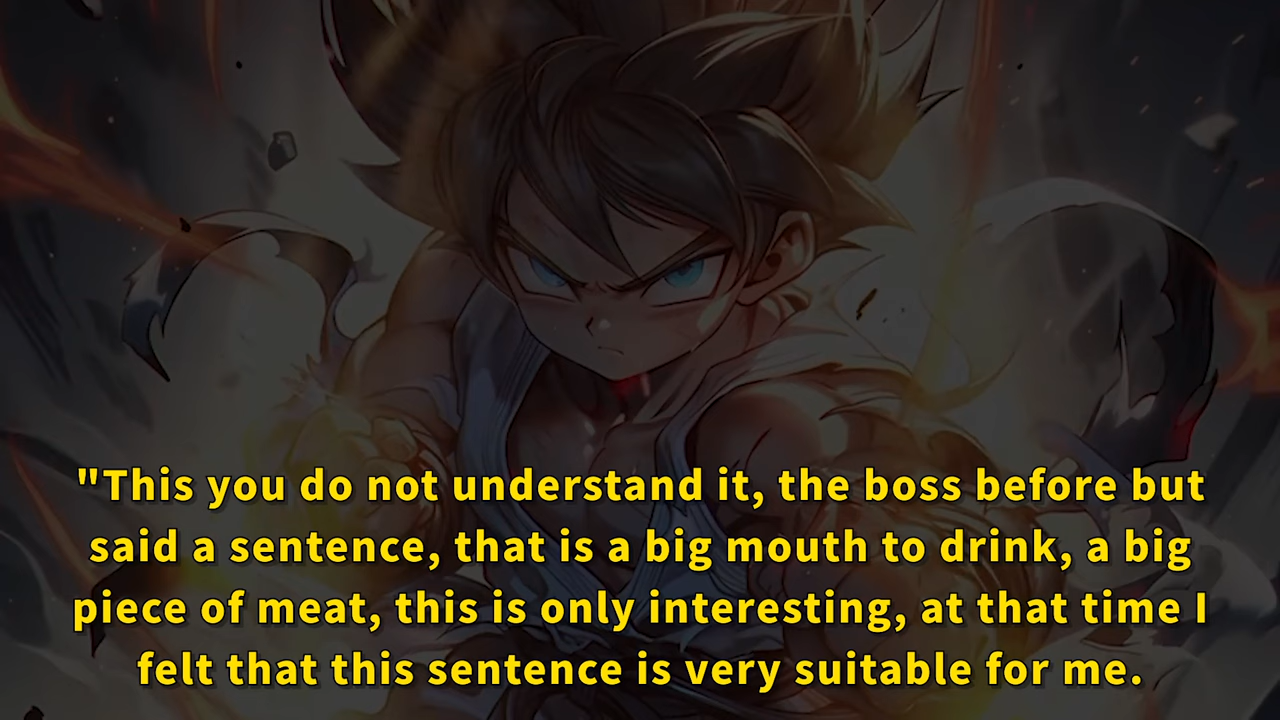 "This you do not understand it, the boss before but
said a sentence, that is a big mouth to drink, a big
piece of meat, this is only interesting, at that time I
felt that this sentence is very suitable for me.